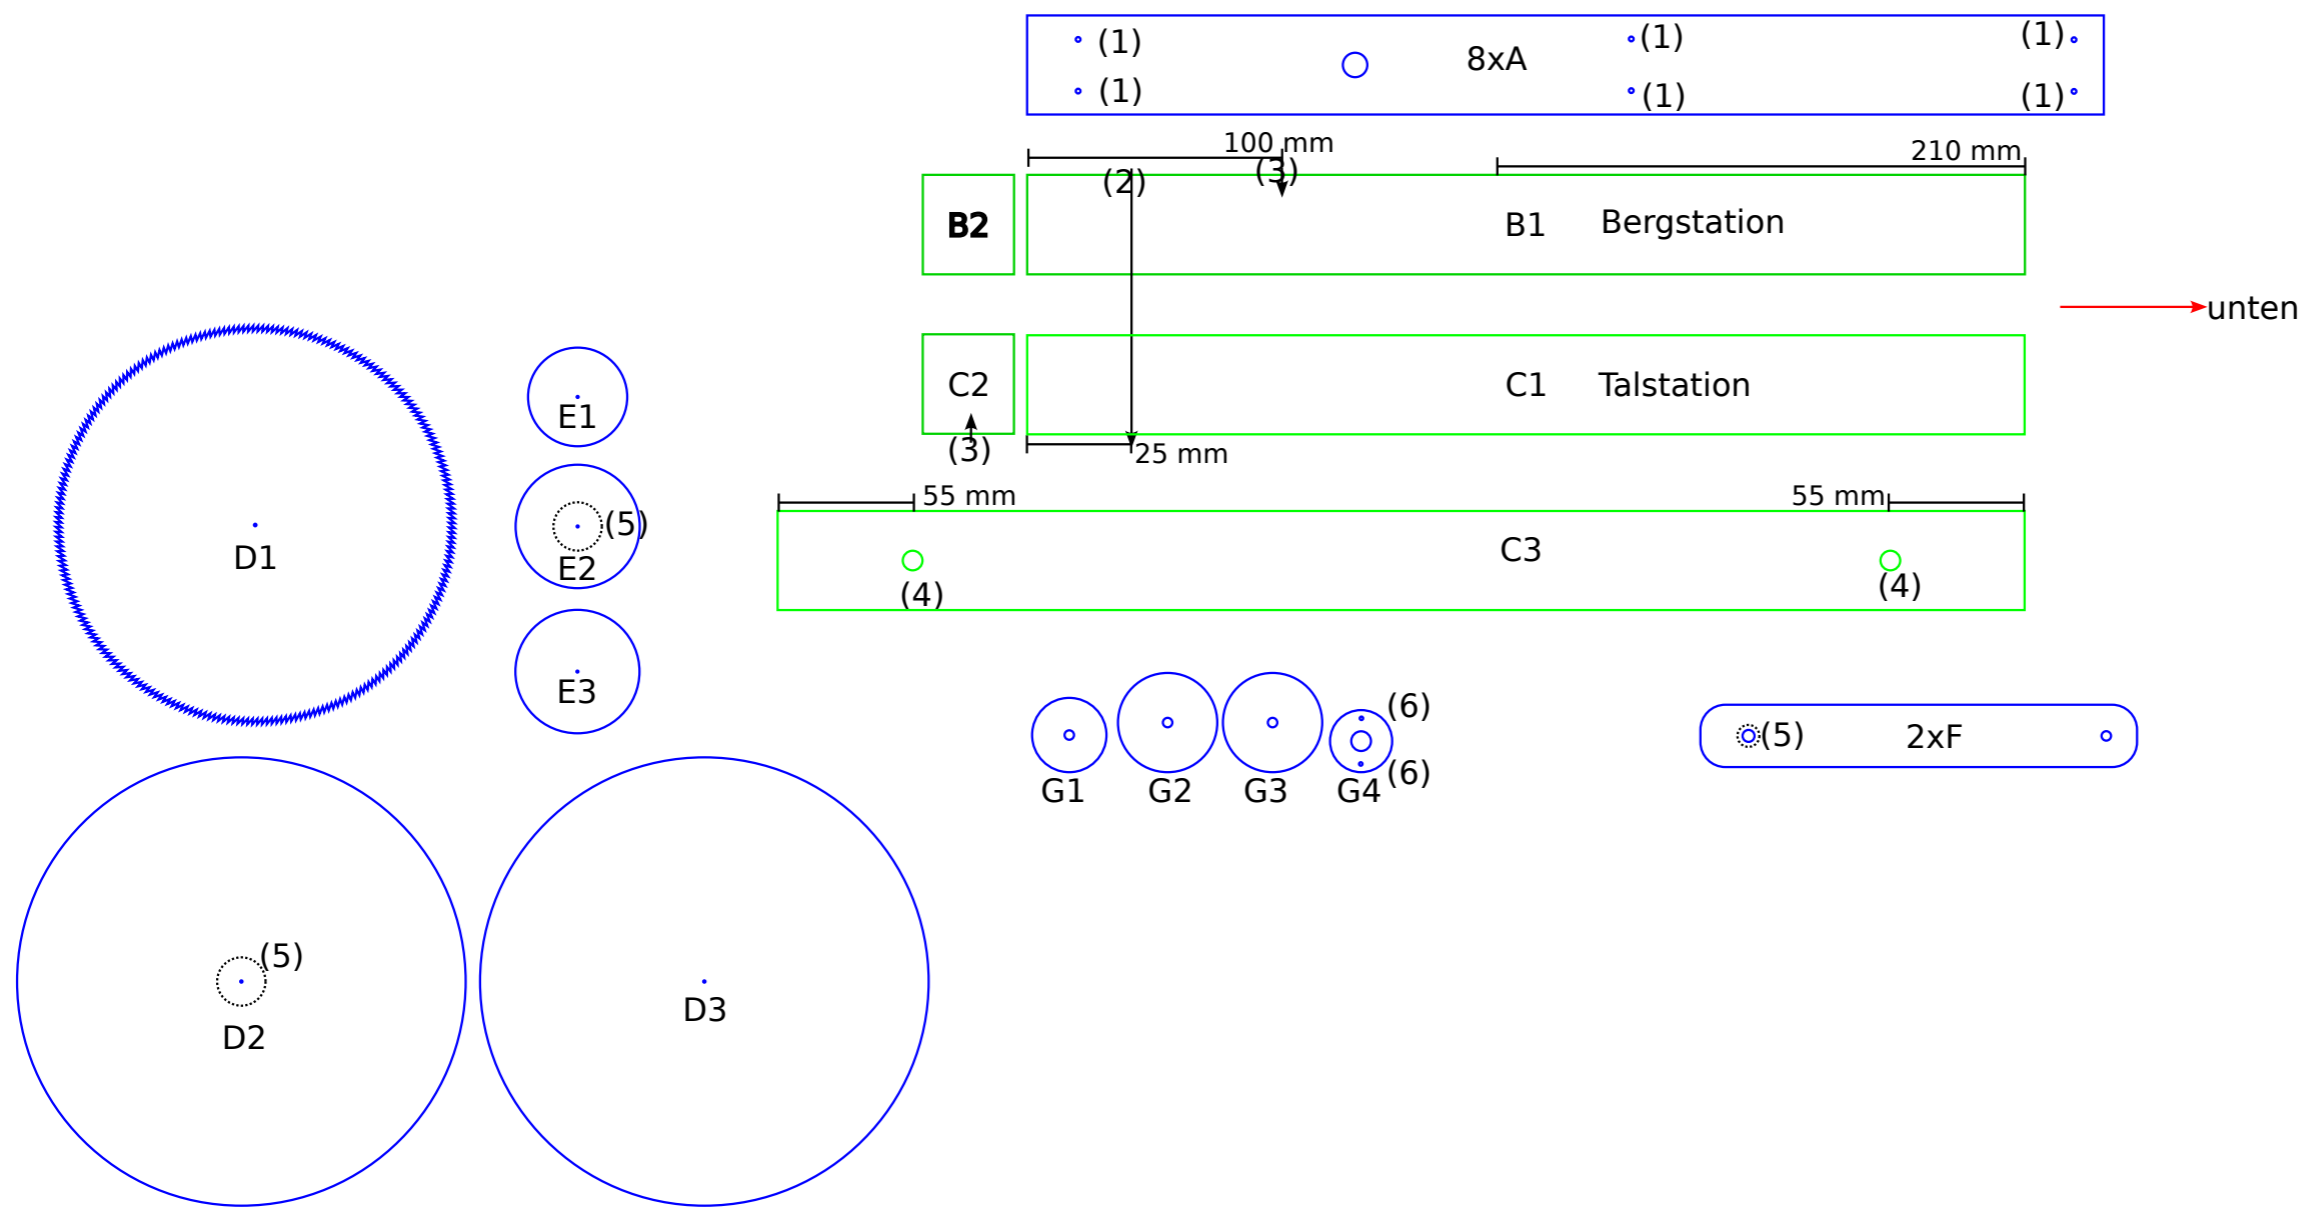 (1)
(1)
(1)
8xA
(1)
(1)
(1)
100 mm
210 mm
(2)
(3)
B2
B1
Bergstation
unten
C2
C1
Talstation
(3)
25 mm
E1
55 mm
55 mm
(5)
D1
E2
C3
(4)
(4)
E3
(6)
(5)
2xF
(6)
G1
G2
G3
G4
(5)
D2
D3